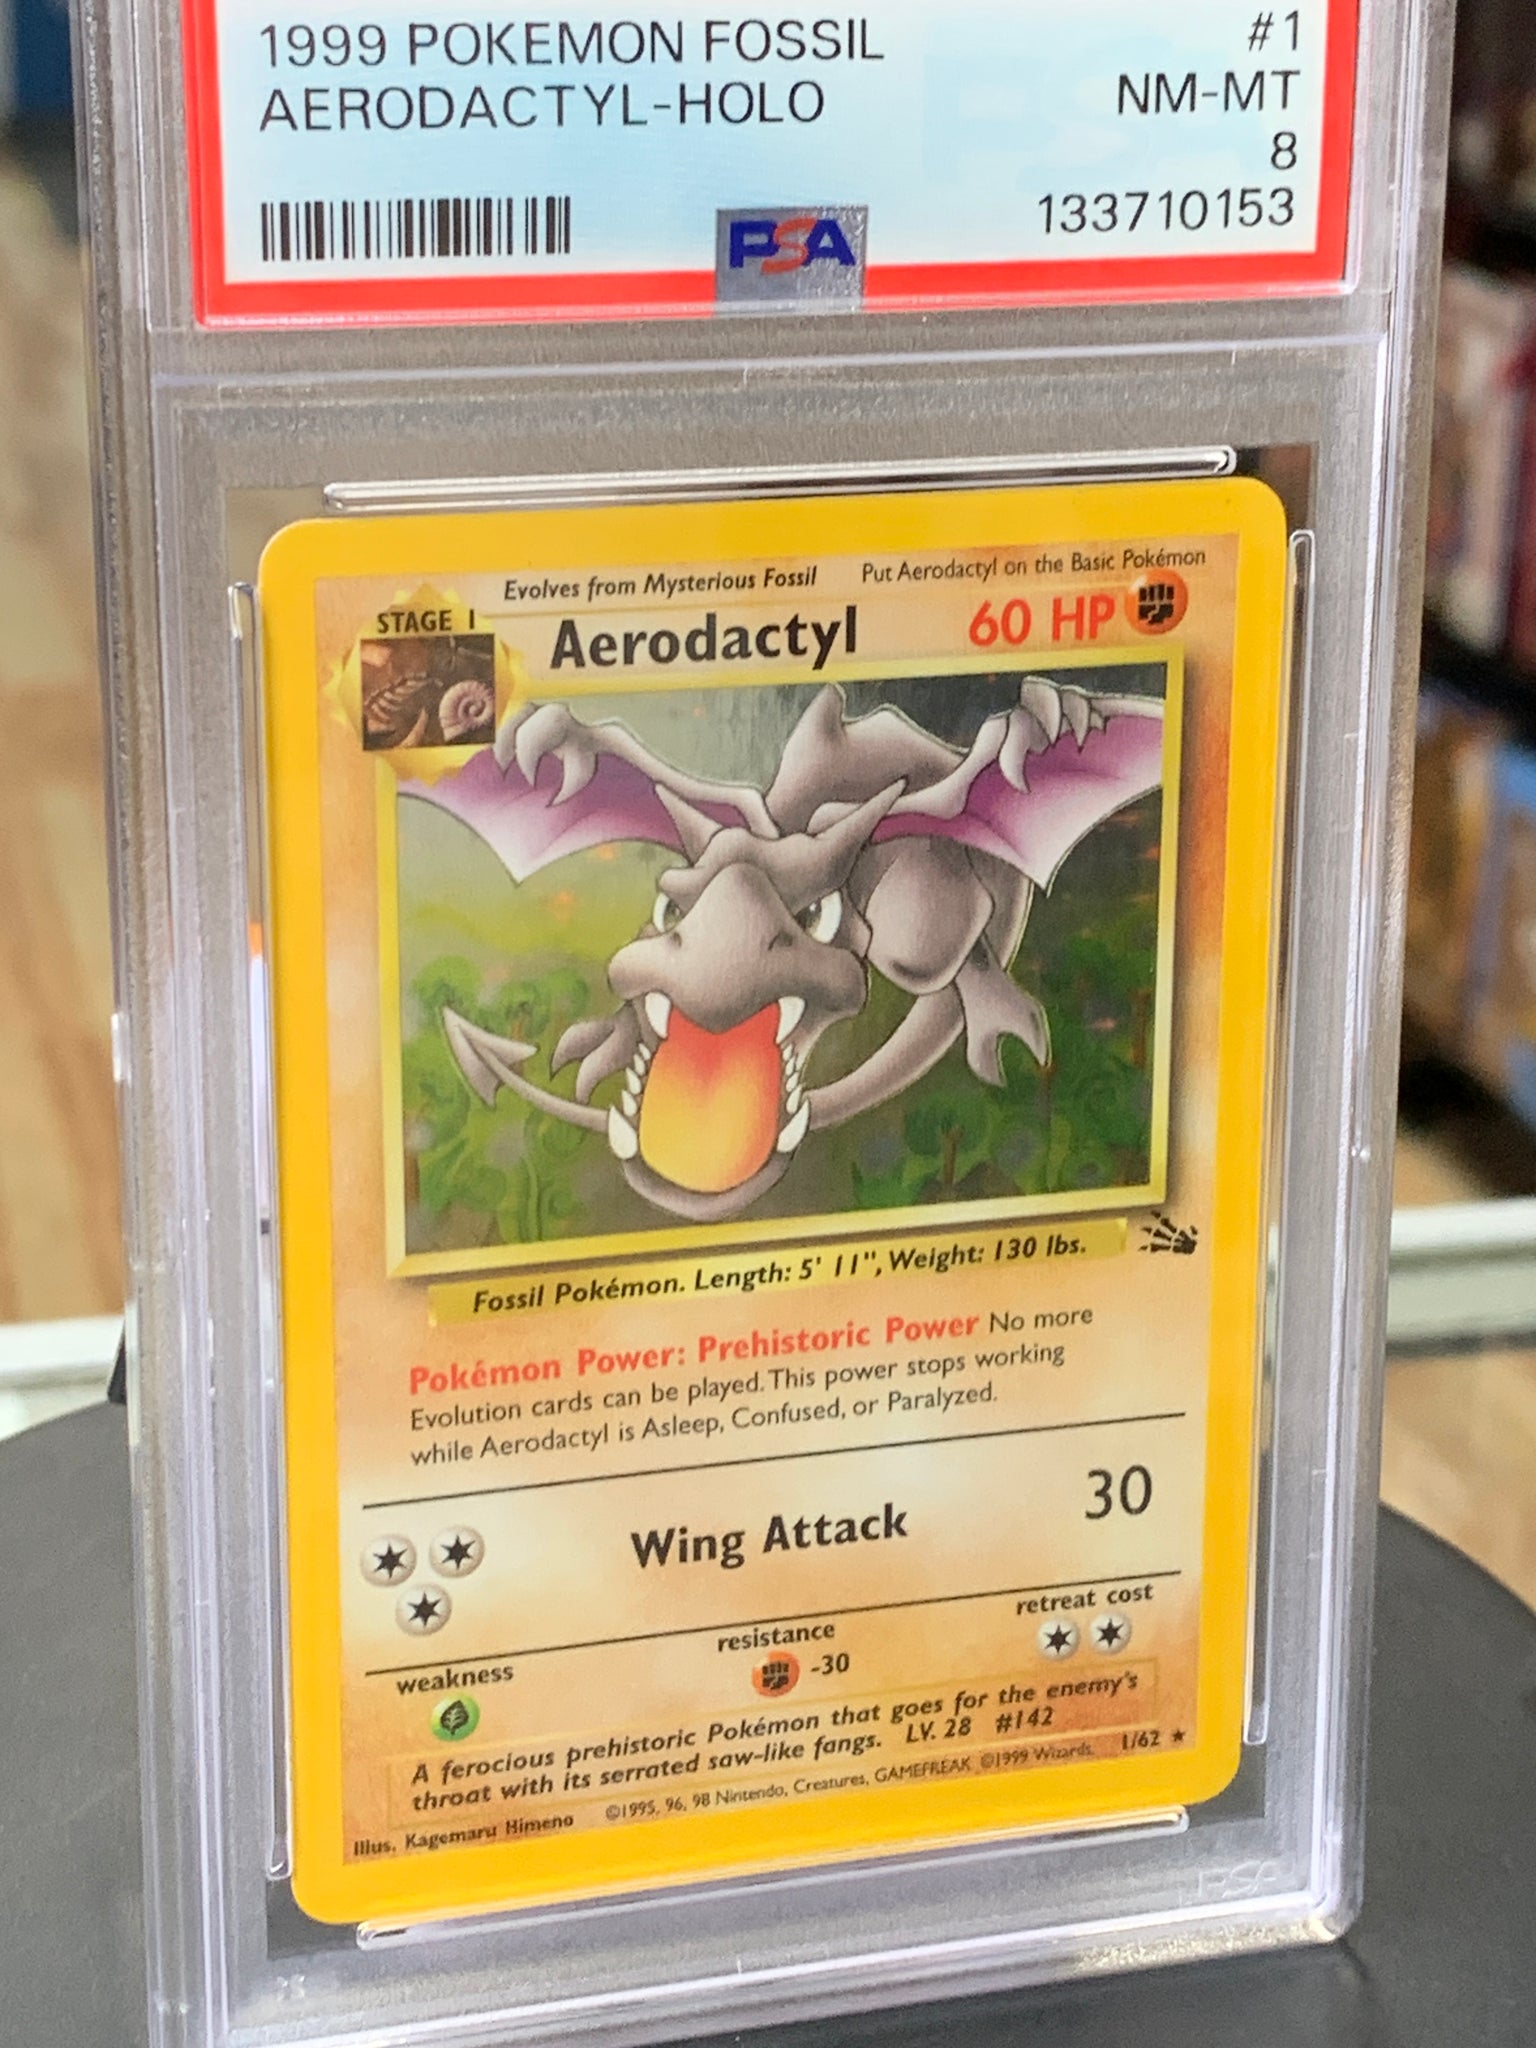 1999 POKEMON FOSSIL #1
AERODACTYL-HOLO NM-MT
8
133710153
PSA
Evolves from Mysterious Fossil Put Aerodactyl on the Basic Pokémon
STAGE 1
Aerodactyl 60 HP
Fossil Pokémon. Length: 5' 11", Weight: 130 lbs.
Pokémon Power: Prehistoric Power No more
Evolution cards can be played. This power stops working
while Aerodactyl is Asleep, Confused, or Paralyzed.
Wing Attack 30
weakness resistance retreat cost
-30
A ferocious prehistoric Pokémon that goes for the enemy's
throat with its serrated saw-like fangs. LV. 28 #142
Illus. Kagemaru Himeno ©1995, 96, 98 Nintendo, Creatures, GAMEFREAK ©1999 Wizards. 1/62 ★
PSA